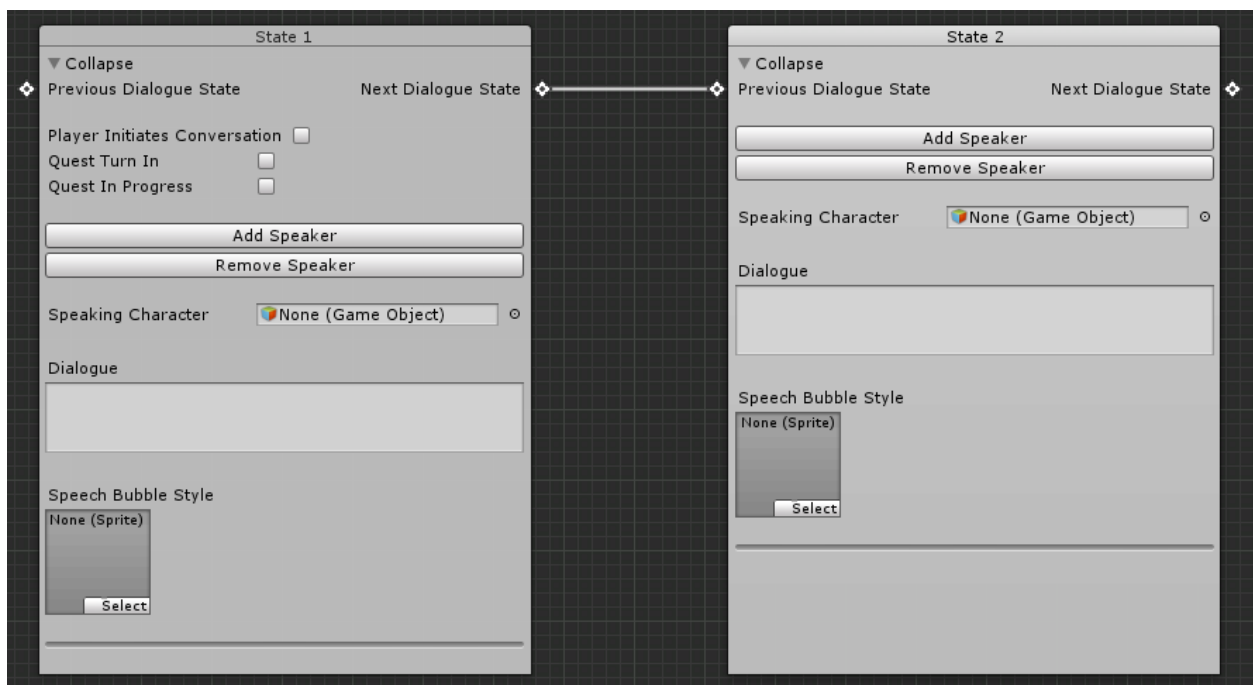 State 1
Collapse
Previous Dialogue State Next Dialogue State
Player Initiates Conversation
Quest Turn In
Quest In Progress
Add Speaker
Remove Speaker
Speaking Character None (Game Object)
Dialogue
Speech Bubble Style
None (Sprite)
Select
State 2
Collapse
Previous Dialogue State Next Dialogue State
Add Speaker
Remove Speaker
Speaking Character None (Game Object)
Dialogue
Speech Bubble Style
None (Sprite)
Select